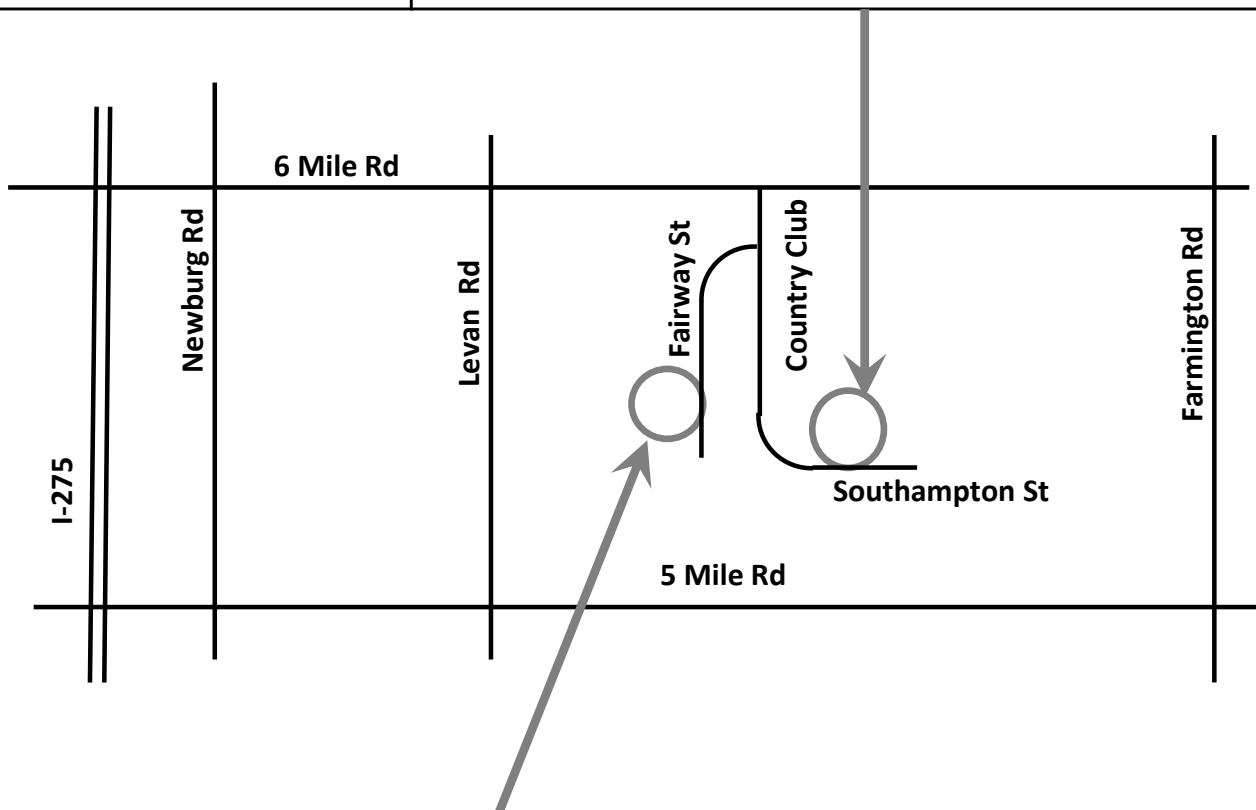 6 Mile Rd
Newburg Rd
Levan Rd
Fairway St
Country Club
Farmington Rd
I-275
Southampton St
5 Mile Rd